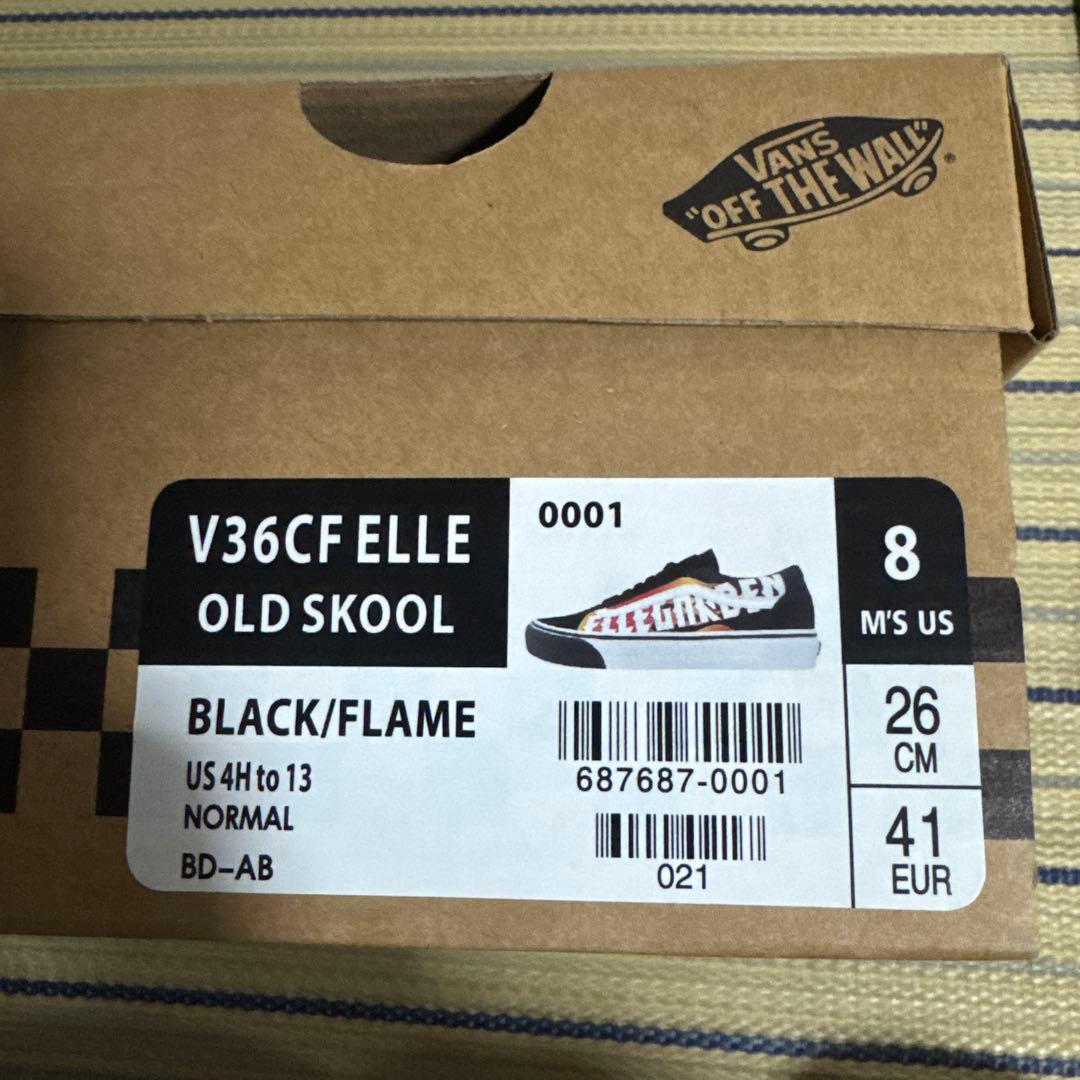 VANS
"OFF THE WALL"®
V36CF ELLE
OLD SKOOL
0001
ELLEGARDEN
8
M'S US
BLACK/FLAME
US 4H to 13
NORMAL
BD-AB
687687-0001
021
26
CM
41
EUR